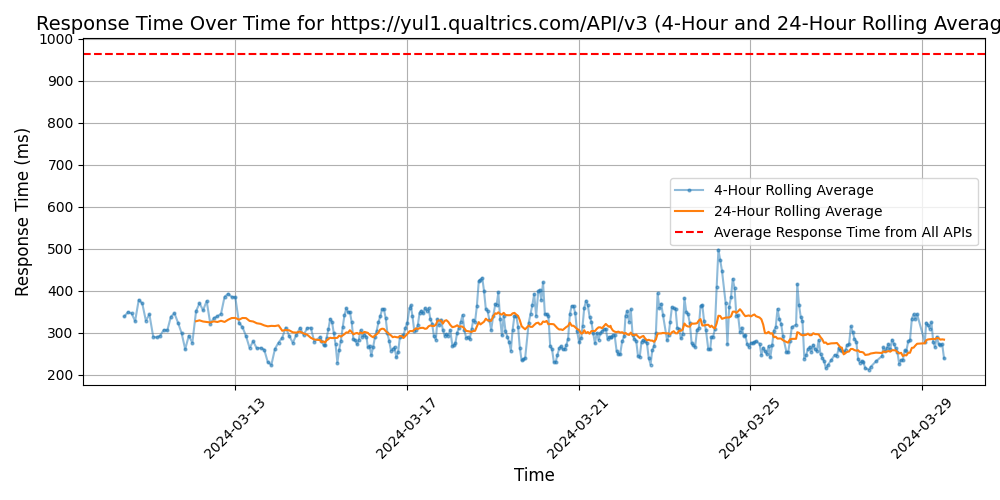 Response Time Over Time for https://yul1.qualtrics.com/API/v3 (4-Hour and 24-Hour Rolling Averag
Response Time (ms)
1000
900
800
700
600
500
400
300
200
4-Hour Rolling Average
24-Hour Rolling Average
Average Response Time from All APIs
2024-03-13
2024-03-17
2024-03-21
2024-03-25
2024-03-29
Time